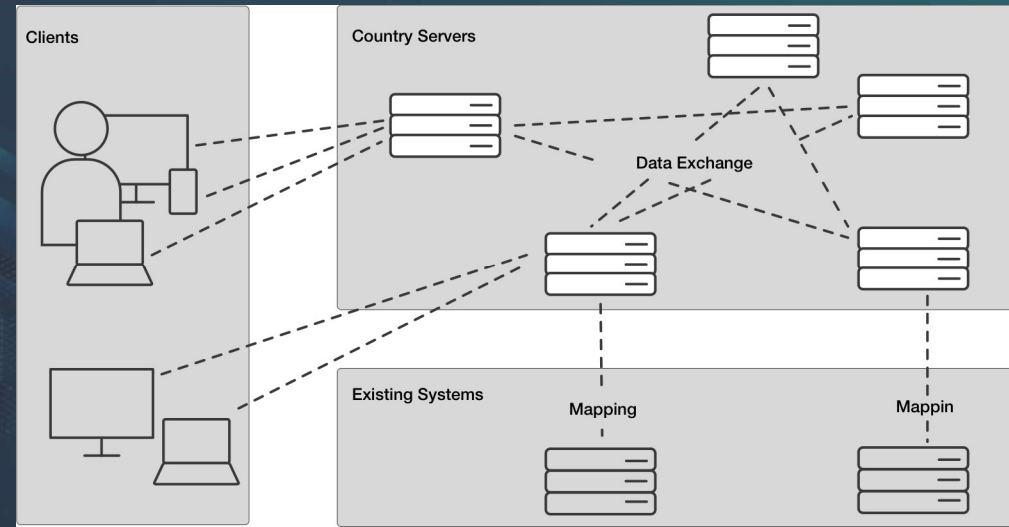 Clients
Country Servers
Data Exchange
Existing Systems
Mapping
Mappin